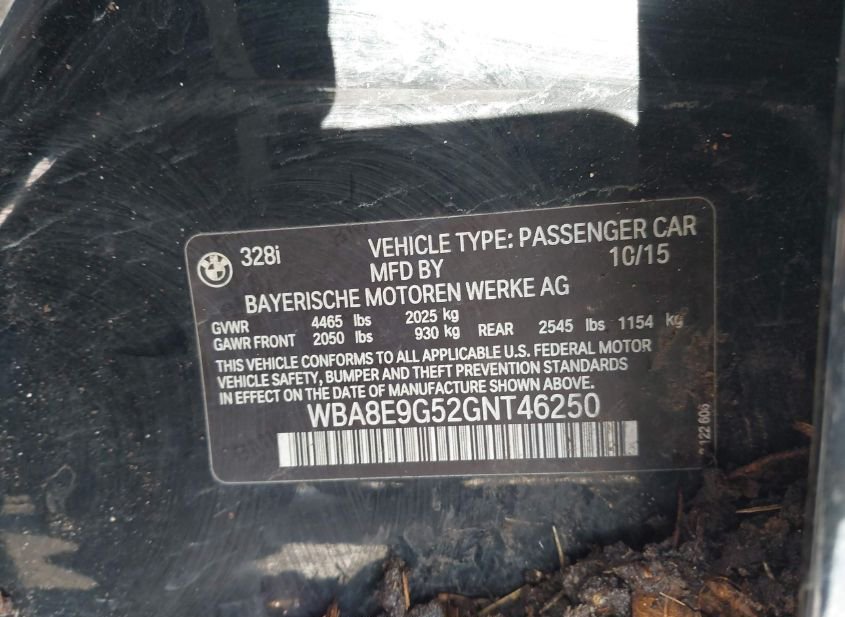 328i VEHICLE TYPE: PASSENGER CAR
MFD BY 10/15
BAYERISCHE MOTOREN WERKE AG
GVWR 4465 lbs 2025 kg
GAWR FRONT 2050 lbs 930 kg REAR 2545 lbs 1154 kg
THIS VEHICLE CONFORMS TO ALL APPLICABLE U.S. FEDERAL MOTOR
VEHICLE SAFETY, BUMPER AND THEFT PREVENTION STANDARDS
IN EFFECT ON THE DATE OF MANUFACTURE SHOWN ABOVE.
WBA8E9G52GNT46250